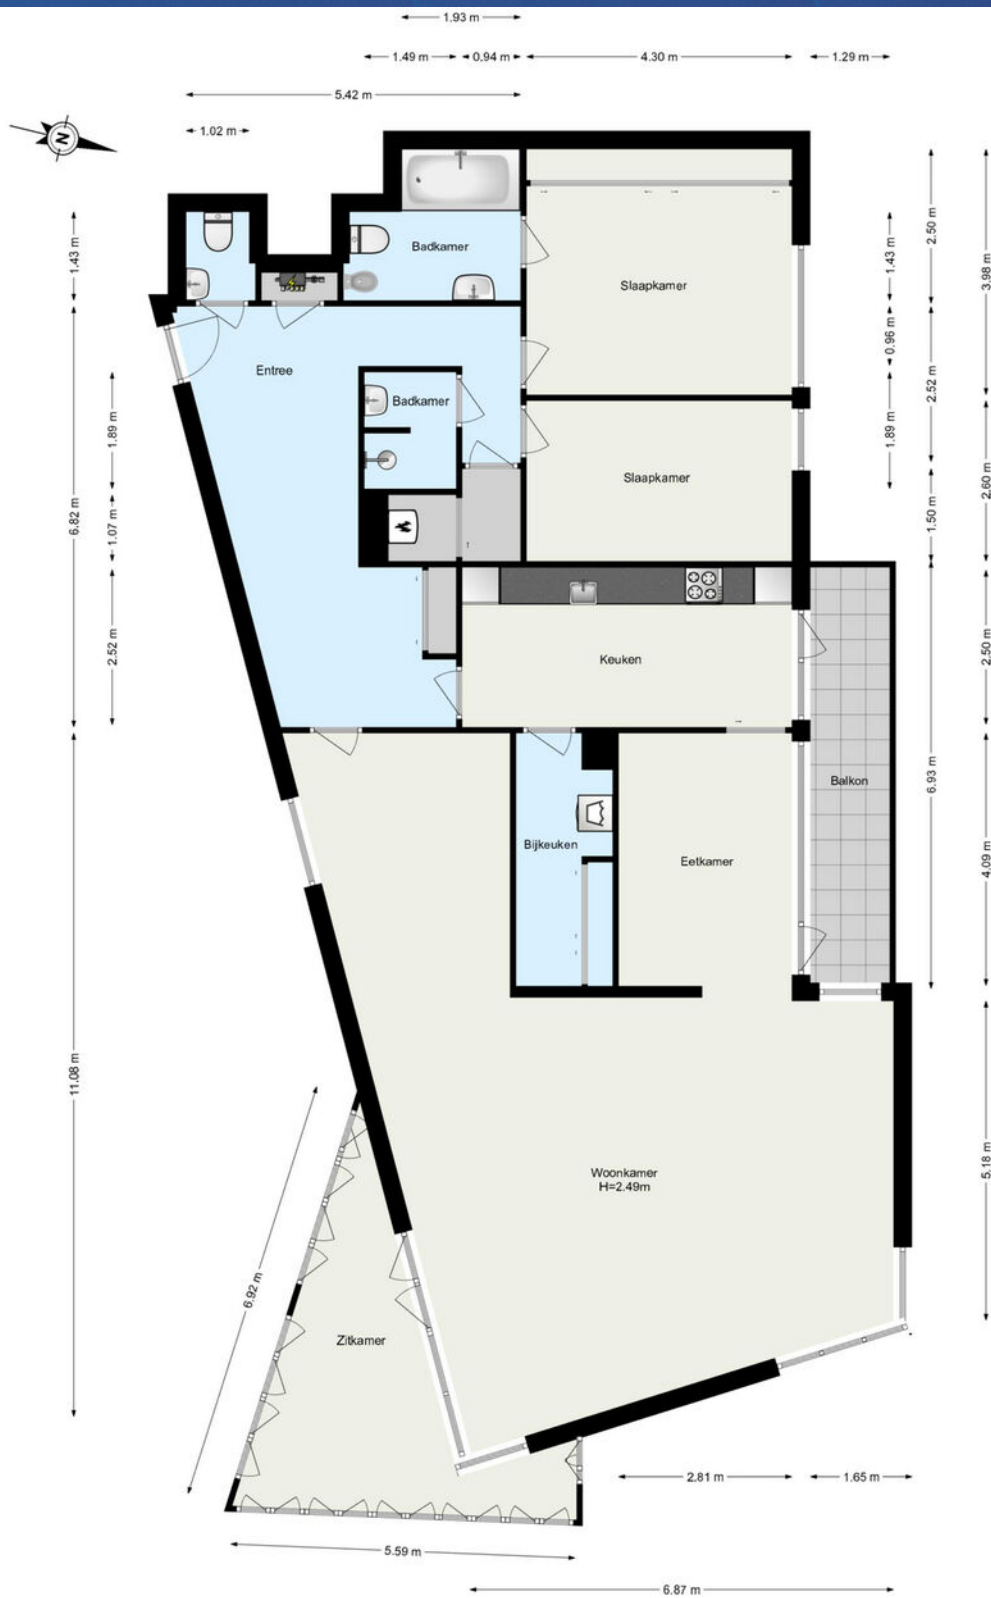 1.93 m
1.49 m
0.94 m
4.30 m
1.29 m
5.42 m
1.02 m
N
1.43 m
Badkamer
Slaapkamer
1.43 m
2.50 m
3.98 m
Entree
0.96 m
2.52 m
Badkamer
1.89 m
1.89 m
Slaapkamer
2.60 m
6.82 m
1.07 m
1.50 m
2.52 m
Keuken
2.50 m
Balkon
6.93 m
Bijkeuken
Eetkamer
4.09 m
11.08 m
Woonkamer
H=2.49m
5.18 m
6.92 m
Zitkamer
2.81 m
1.65 m
5.59 m
6.87 m